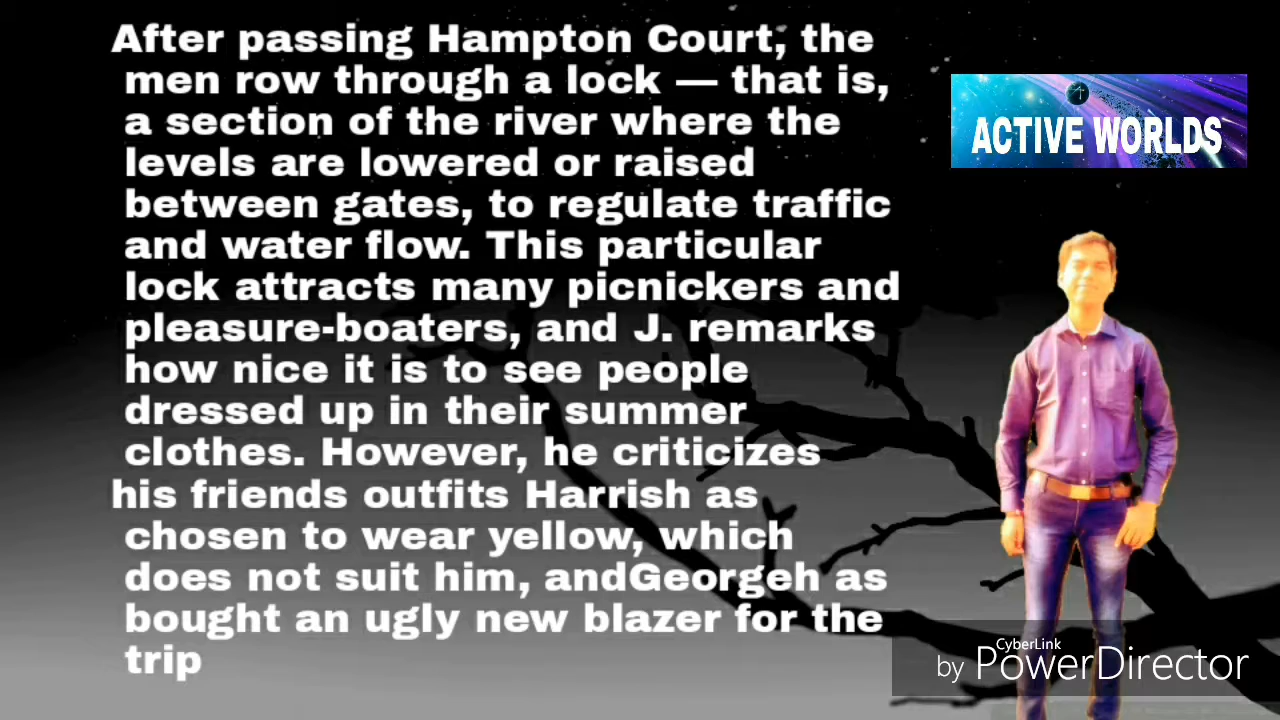 After passing Hampton Court, the
men row through a lock — that is,
a section of the river where the
levels are lowered or raised
between gates, to regulate traffic
and water flow. This particular
lock attracts many picnickers and
pleasure-boaters, and J. remarks
how nice it is to see people
dressed up in their summer
clothes. However, he criticizes
his friends outfits Harrish as
chosen to wear yellow, which
does not suit him, andGeorgeh as
bought an ugly new blazer for the
trip
ACTIVE WORLDS
CyberLink
by PowerDirector